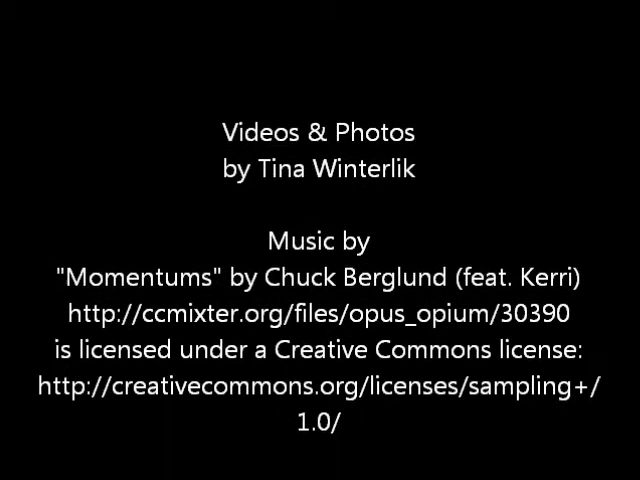 Videos & Photos
by Tina Winterlik
Music by
"Momentums" by Chuck Berglund (feat. Kerri)
http://ccmixter.org/files/opus_opium/30390
is licensed under a Creative Commons license:
http://creativecommons.org/licenses/sampling+/
1.0/